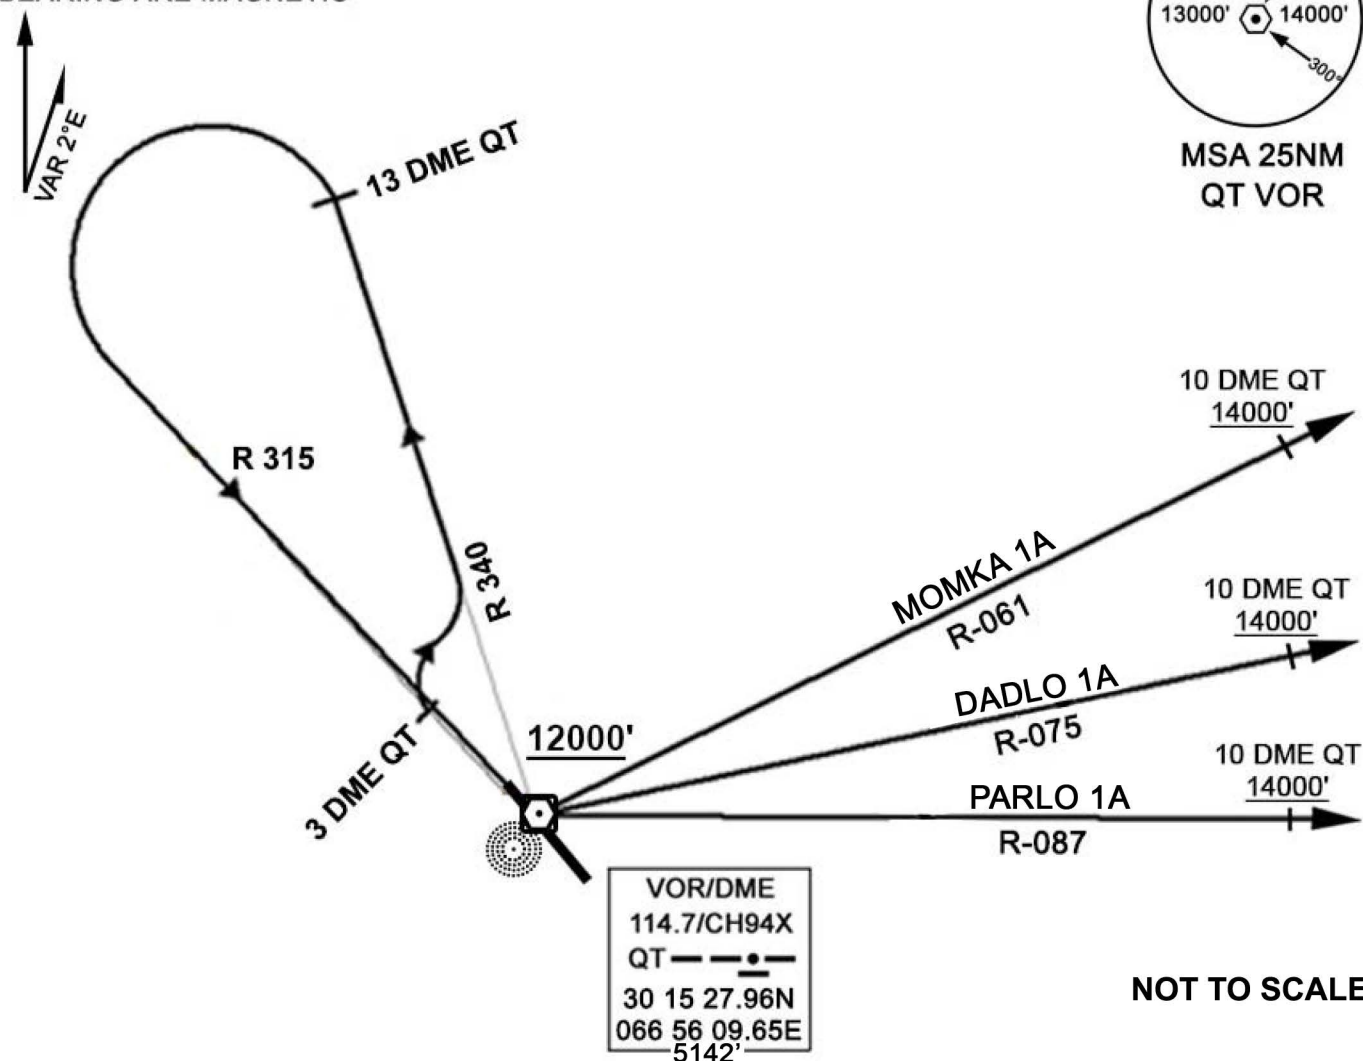 BEARING ARE MAGNETIC
13000' 14000'
300°
MSA 25NM
QT VOR
VAR 2°E
13 DME QT
R 315
R 340
3 DME QT
12000'
10 DME QT
14000'
MOMKA 1A
R-061
10 DME QT
14000'
DADLO 1A
R-075
10 DME QT
14000'
PARLO 1A
R-087
VOR/DME
114.7/CH94X
QT
30 15 27.96N
066 56 09.65E
5142'
NOT TO SCALE